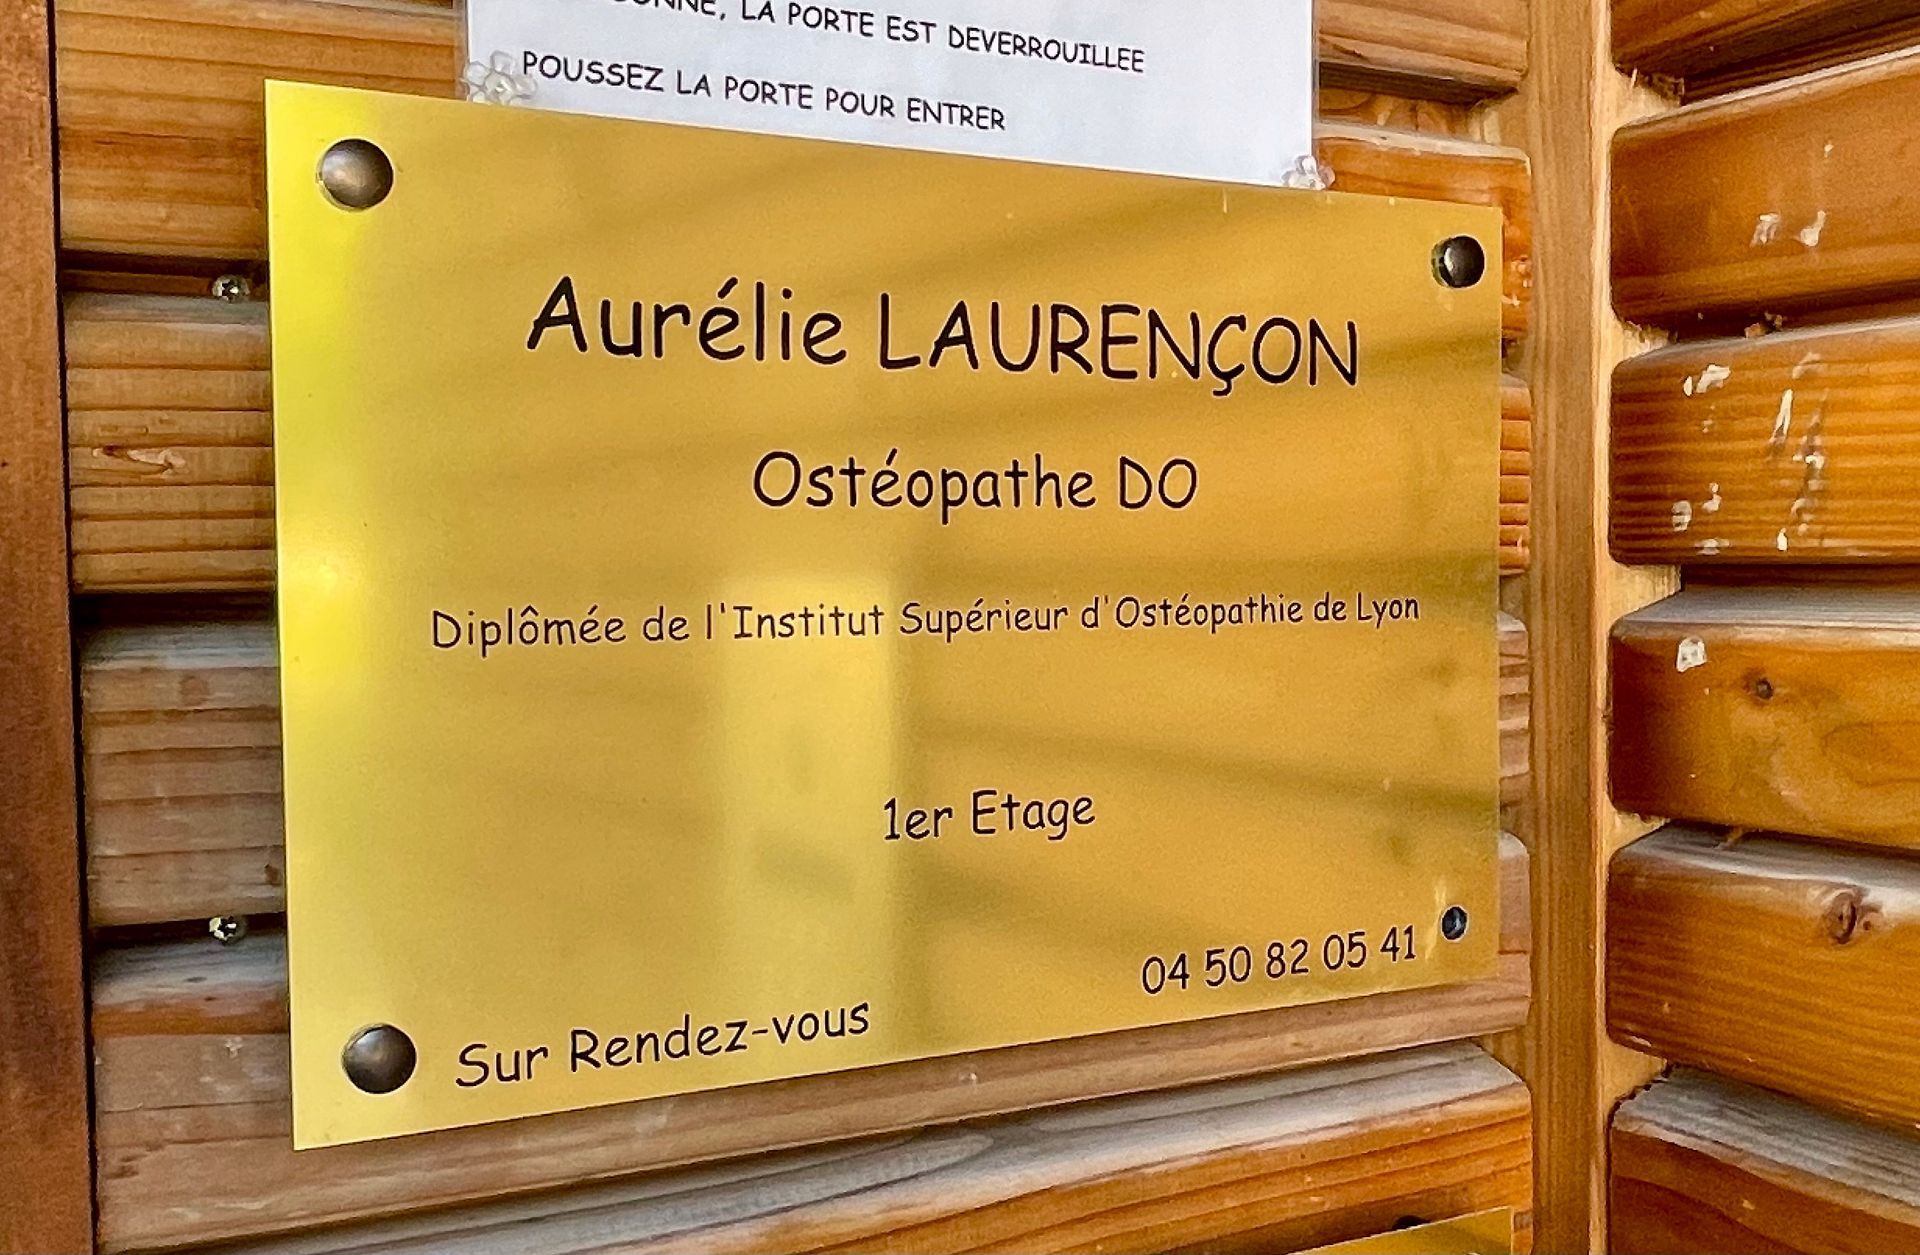 , LA PORTE EST DEVERROUILLEE
POUSSEZ LA PORTE POUR ENTRER
Aurélie LAURENÇON
Ostéopathe DO
Diplômée de l'Institut Supérieur d'Ostéopathie de Lyon
1er Etage
04 50 82 05 41
Sur Rendez-vous